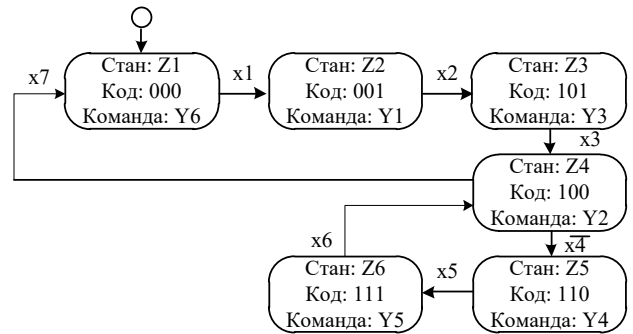 Стан: Z1
Код: 000
Команда: Y6
x1
Стан: Z2
Код: 001
Команда: Y1
x2
Стан: Z3
Код: 101
Команда: Y3
x7
x3
Стан: Z4
Код: 100
Команда: Y2
x6
x̅4̅
Стан: Z6
Код: 111
Команда: Y5
x5
Стан: Z5
Код: 110
Команда: Y4